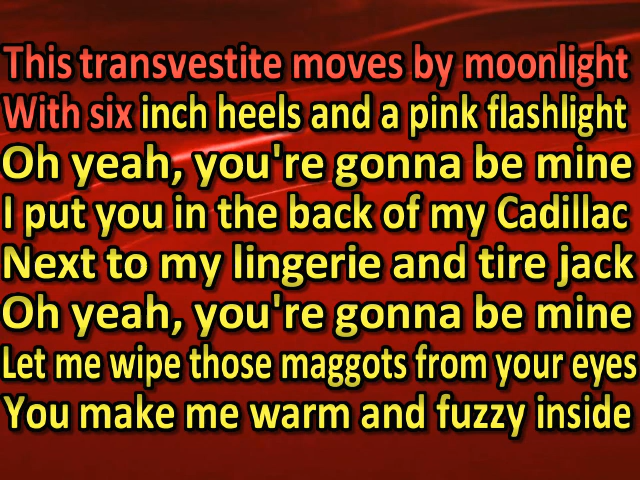 This transvestite moves by moonlight
With six inch heels and a pink flashlight
Oh yeah, you're gonna be mine
I put you in the back of my Cadillac
Next to my lingerie and tire jack
Oh yeah, you're gonna be mine
Let me wipe those maggots from your eyes
You make me warm and fuzzy inside